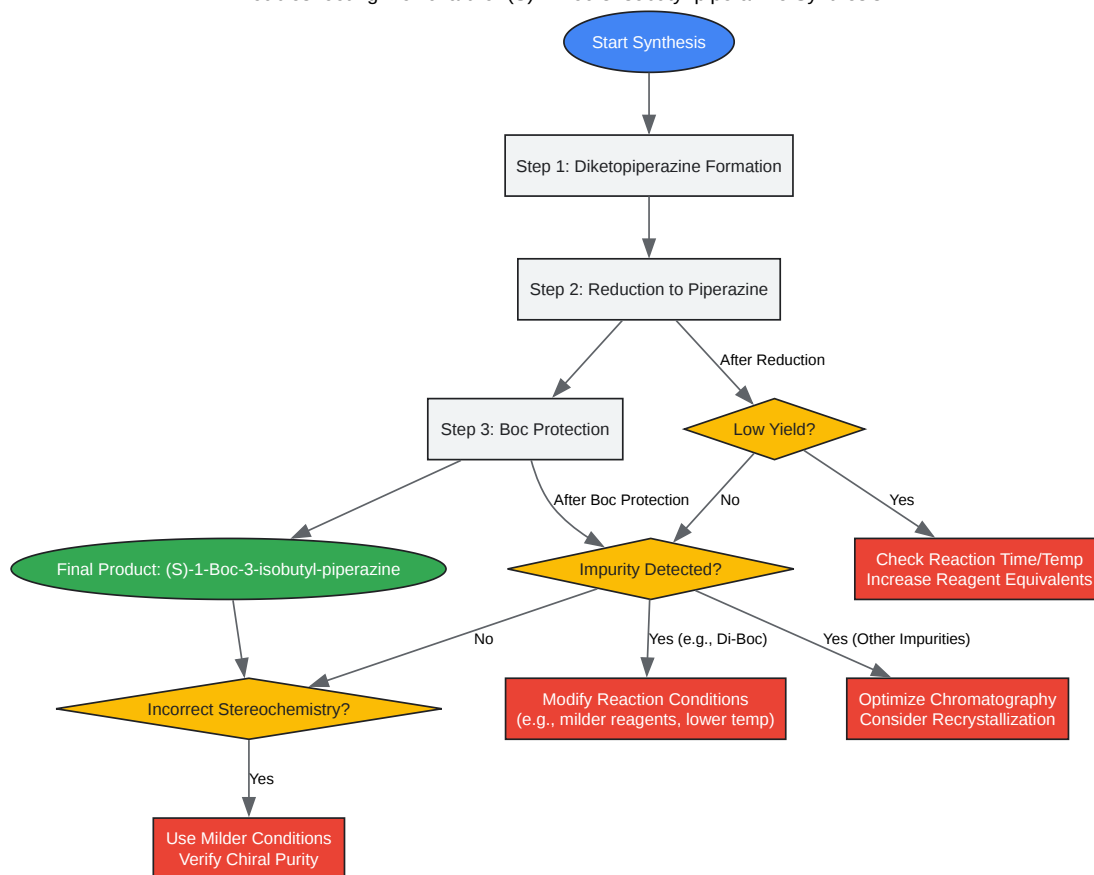 Start Synthesis
Step 1: Diketopiperazine Formation
Step 2: Reduction to Piperazine
After Reduction
Step 3: Boc Protection
Low Yield?
After Boc Protection
No
Yes
Final Product: (S)-1-Boc-3-isobutyl-piperazine
Impurity Detected?
Check Reaction Time/Temp
Increase Reagent Equivalents
No
Yes (e.g., Di-Boc)
Yes (Other Impurities)
Incorrect Stereochemistry?
Modify Reaction Conditions
(e.g., milder reagents, lower temp)
Optimize Chromatography
Consider Recrystallization
Yes
Use Milder Conditions
Verify Chiral Purity